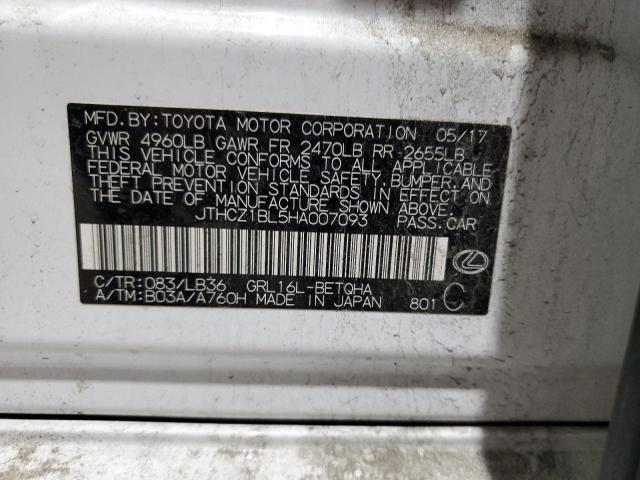 MFD. BY: TOYOTA MOTOR CORPORATION 05/17
GVWR 4960LB GAWR FR 2470LB RR 2655LB
THIS VEHICLE CONFORMS TO ALL APPLICABLE
FEDERAL MOTOR VEHICLE SAFETY, BUMPER, AND
THEFT PREVENTION STANDARDS IN EFFECT ON
THE DATE OF MANUFACTURE SHOWN ABOVE.
JTHCZ1BL5HA007093 PASS.CAR
C/TR: 083/LB36 GRL16L-BETQHA
A/TM: B03A/A760H MADE IN JAPAN 801 C